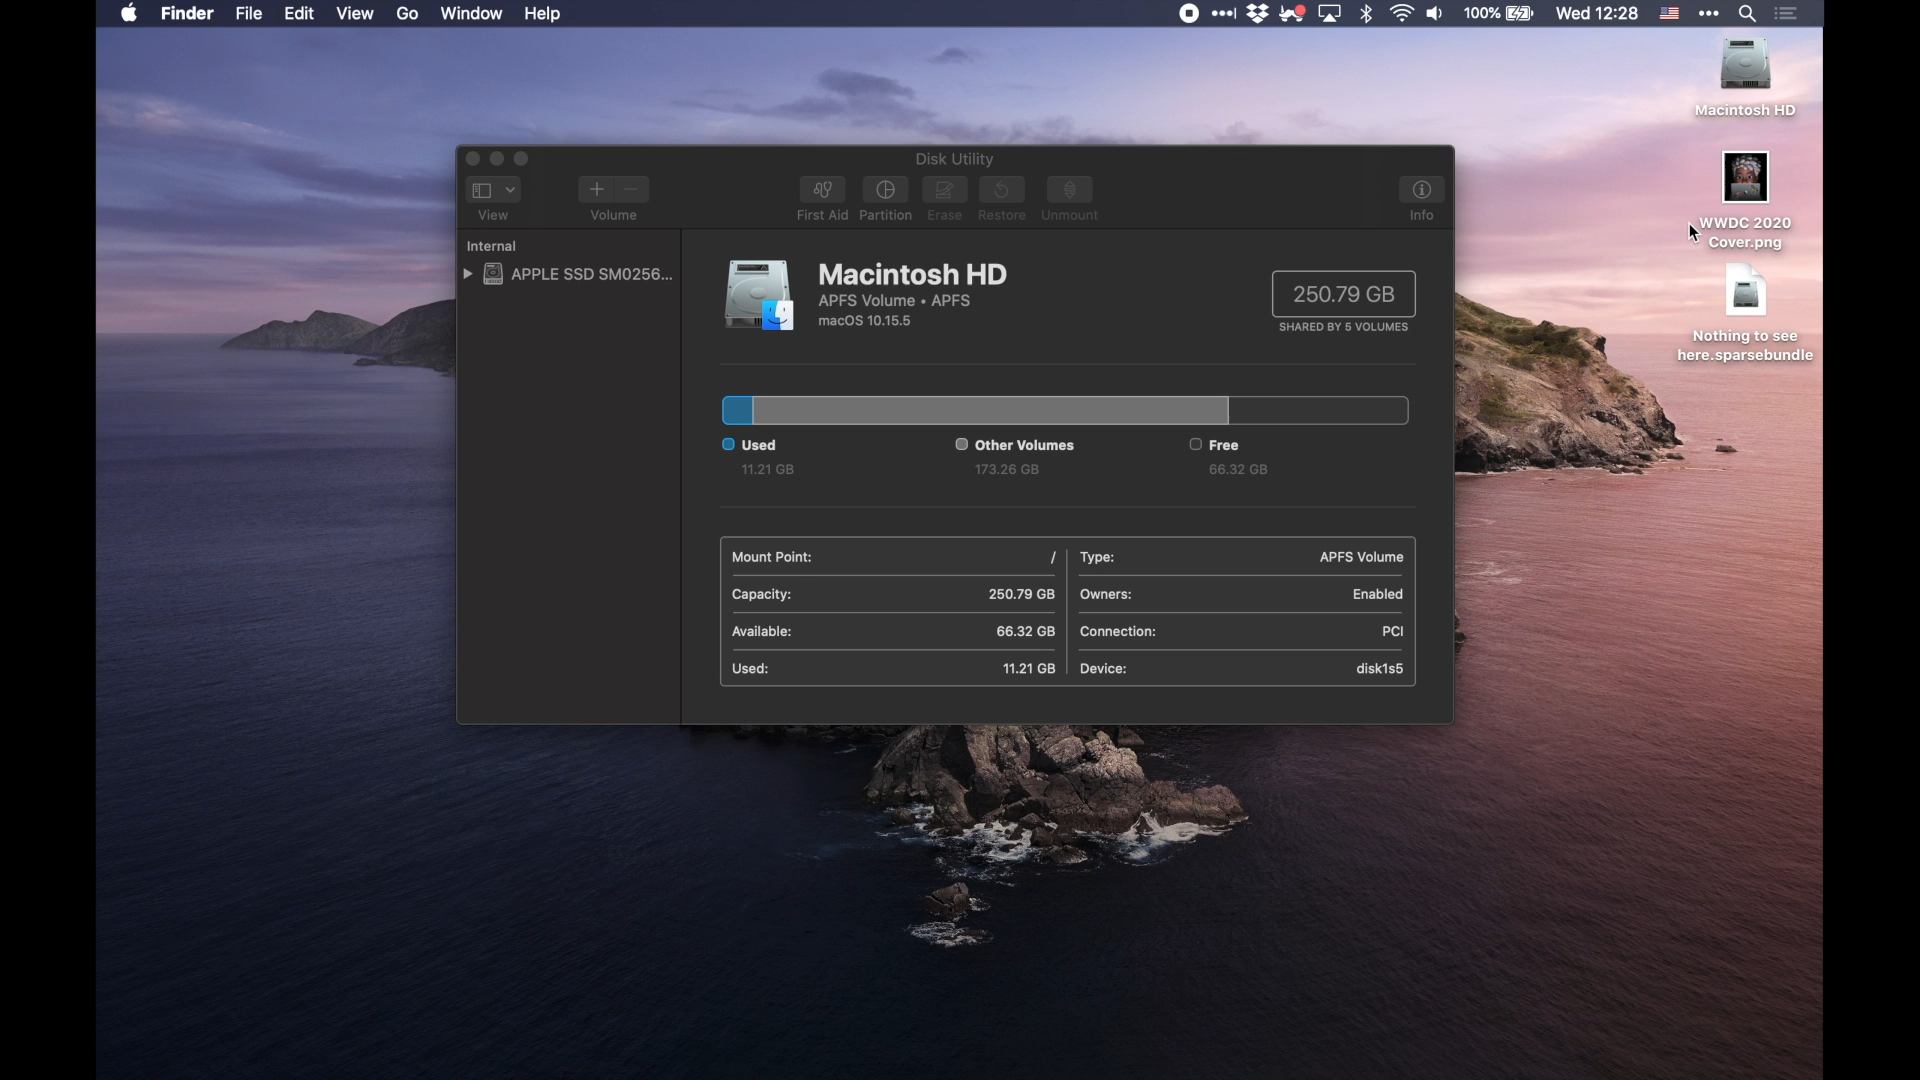 Finder File Edit View Go Window Help 100% Wed 12:28
Macintosh HD
WWDC 2020
Cover.png
Nothing to see
here.sparsebundle
Disk Utility
View Volume First Aid Partition Erase Restore Unmount Info
Internal
APPLE SSD SM0256...
Macintosh HD
APFS Volume • APFS
macOS 10.15.5
250.79 GB
SHARED BY 5 VOLUMES
Used Other Volumes Free
11.21 GB 173.26 GB 66.32 GB
Mount Point: / Type: APFS Volume
Capacity: 250.79 GB Owners: Enabled
Available: 66.32 GB Connection: PCI
Used: 11.21 GB Device: disk1s5